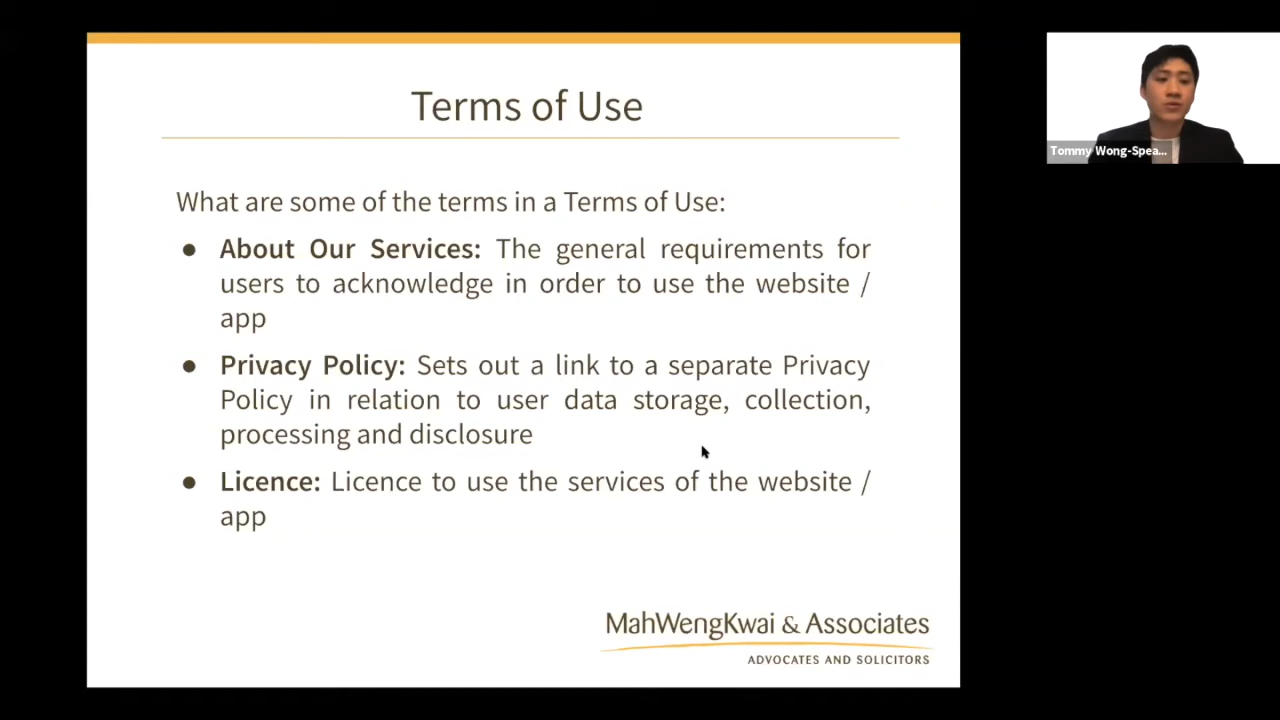 Terms of Use
What are some of the terms in a Terms of Use:
● About Our Services: The general requirements for
users to acknowledge in order to use the website /
app
● Privacy Policy: Sets out a link to a separate Privacy
Policy in relation to user data storage, collection,
processing and disclosure
● Licence: Licence to use the services of the website /
app
MahWengKwai & Associates
ADVOCATES AND SOLICITORS
Tommy Wong-Spea...